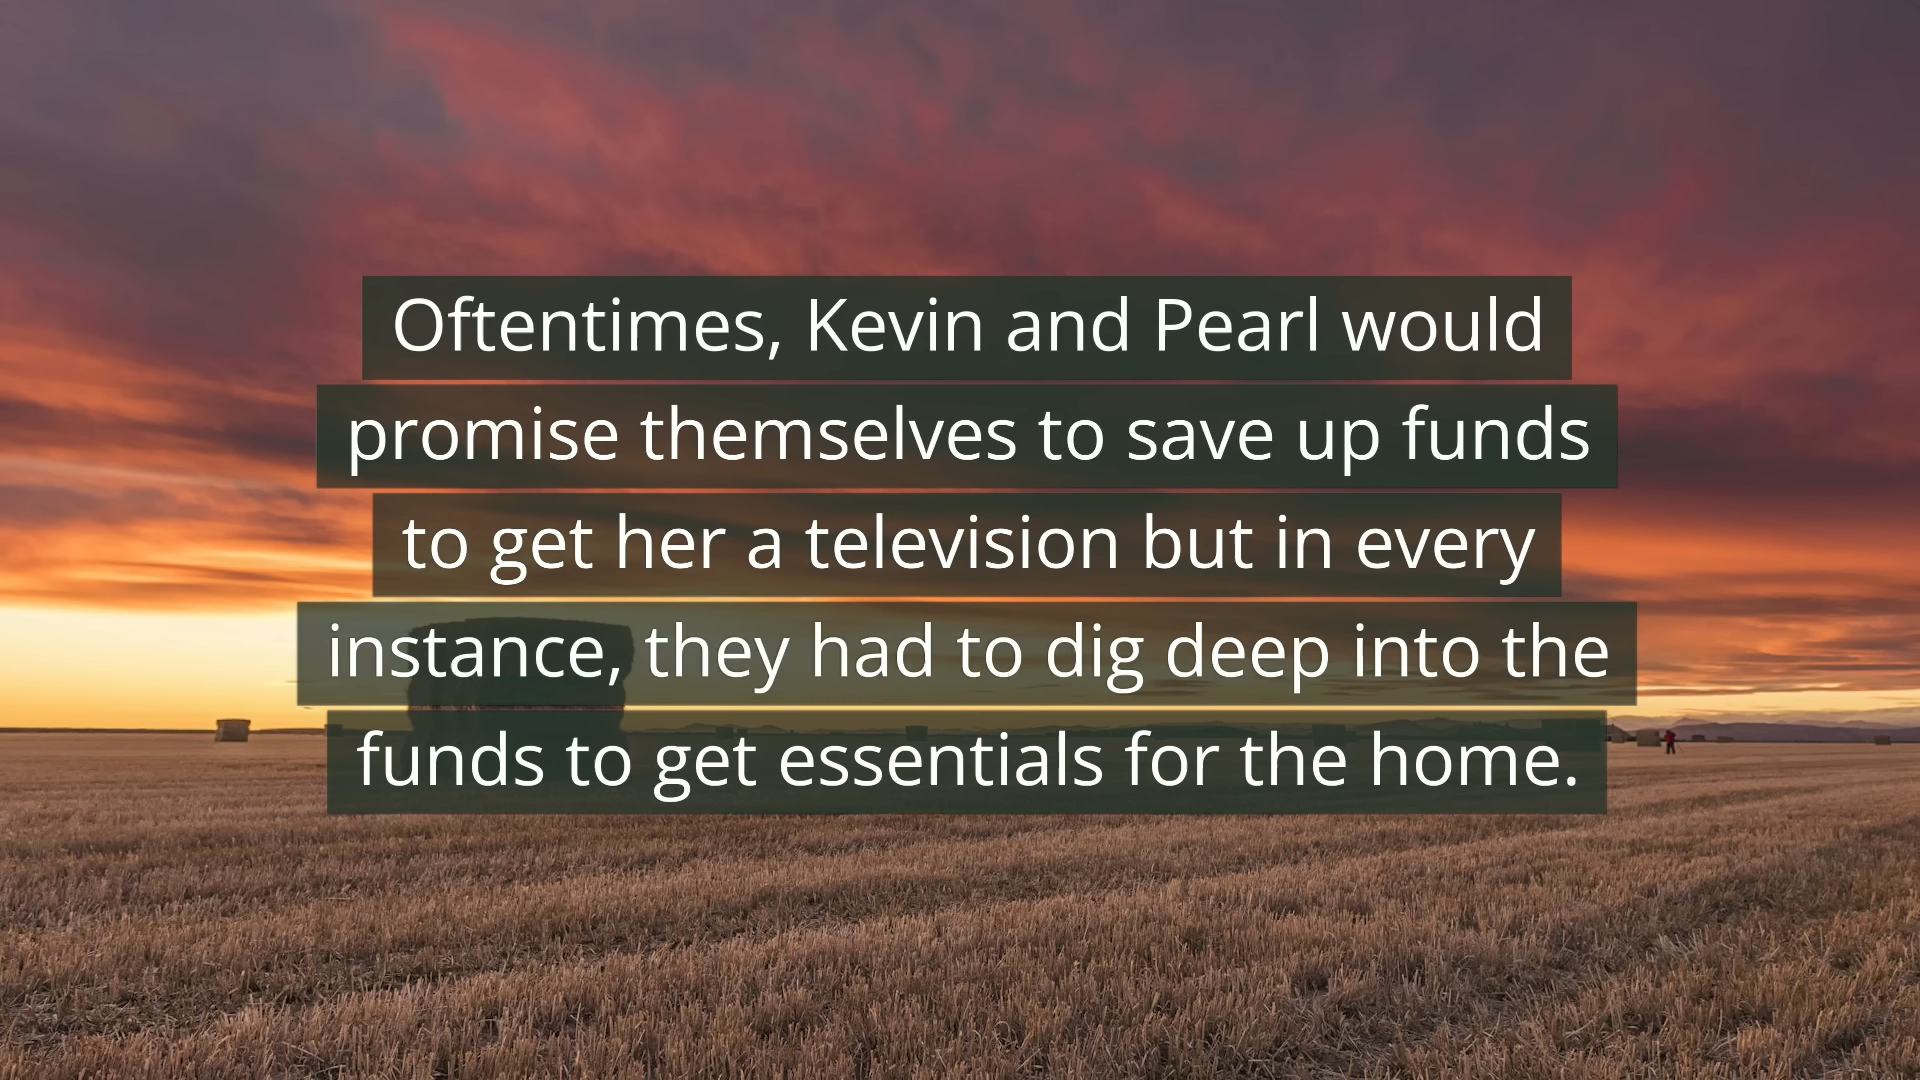 Oftentimes, Kevin and Pearl would
promise themselves to save up funds
to get her a television but in every
instance, they had to dig deep into the
funds to get essentials for the home.